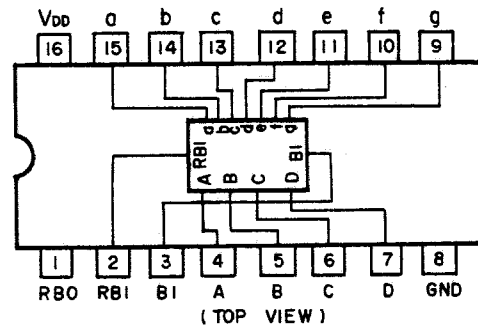 VDD a b c d e f g
16 15 14 13 12 11 10 9
a b c d e f g
RBI BI
A B C D
1 2 3 4 5 6 7 8
RBO RBI BI A B C D GND
(TOP VIEW)